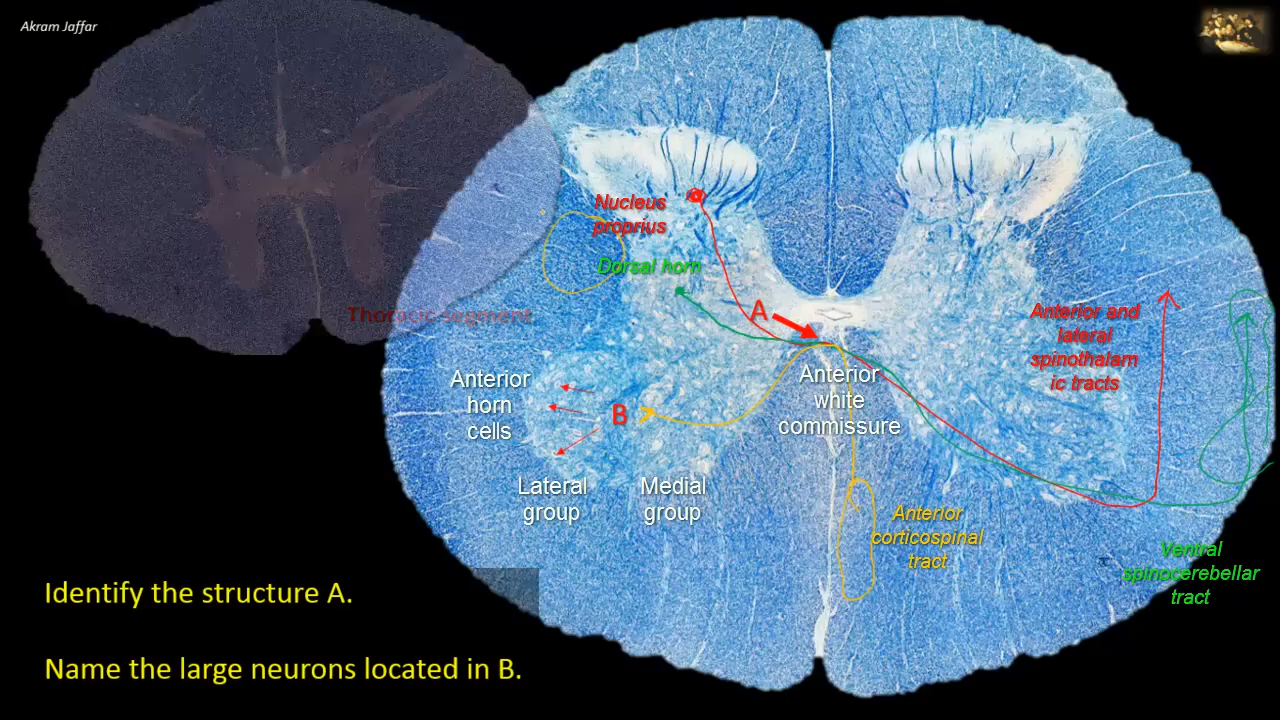 Akram Jaffar
Nucleus
proprius
Dorsal horn
Thoracic segment
A
Anterior and
lateral
spinothalam
ic tracts
Anterior
horn
cells
B
Anterior
white
commissure
Lateral
group
Medial
group
Anterior
corticospinal
tract
Ventral
spinocerebellar
tract
Identify the structure A.
Name the large neurons located in B.